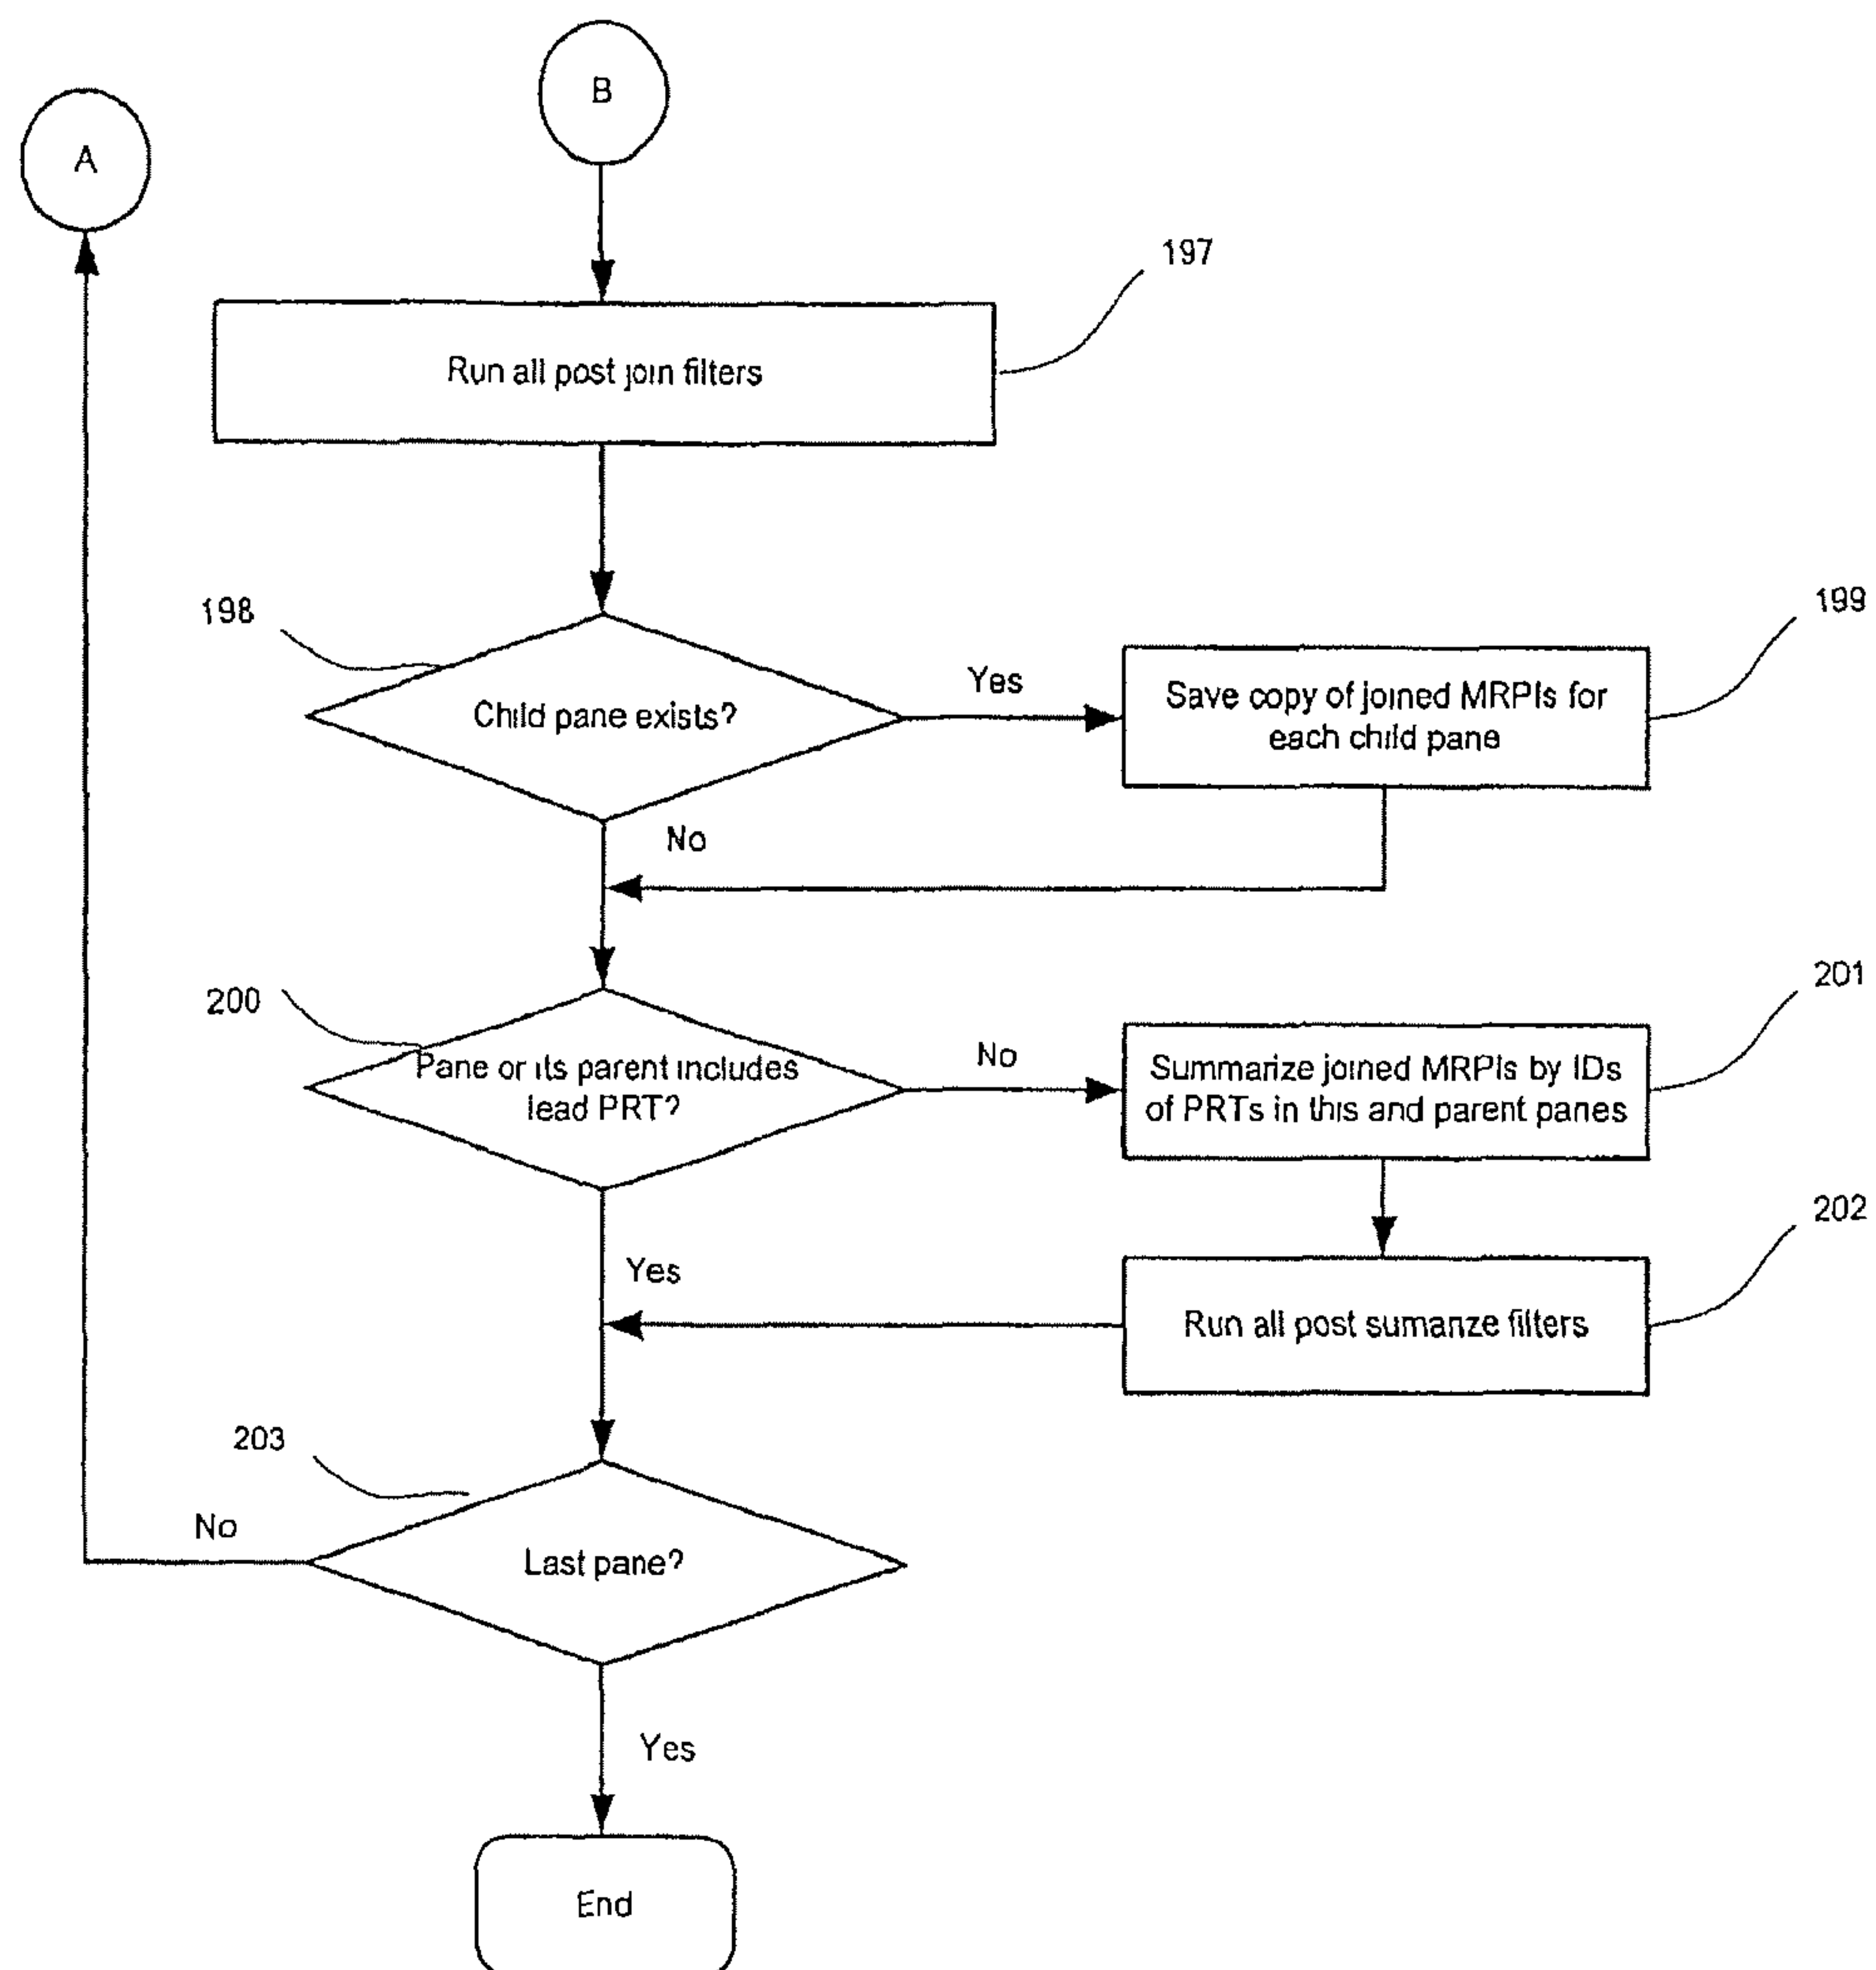 B
A
197
Run all post join filters
198
199
Child pane exists?
Yes
Save copy of joined MRPIs for
each child pane
No
200
201
Pane or its parent includes
lead PRT?
No
Summarize joined MRPIs by IDs
of PRTs in this and parent panes
202
Yes
Run all post sumarize filters
203
No
Last pane?
Yes
End